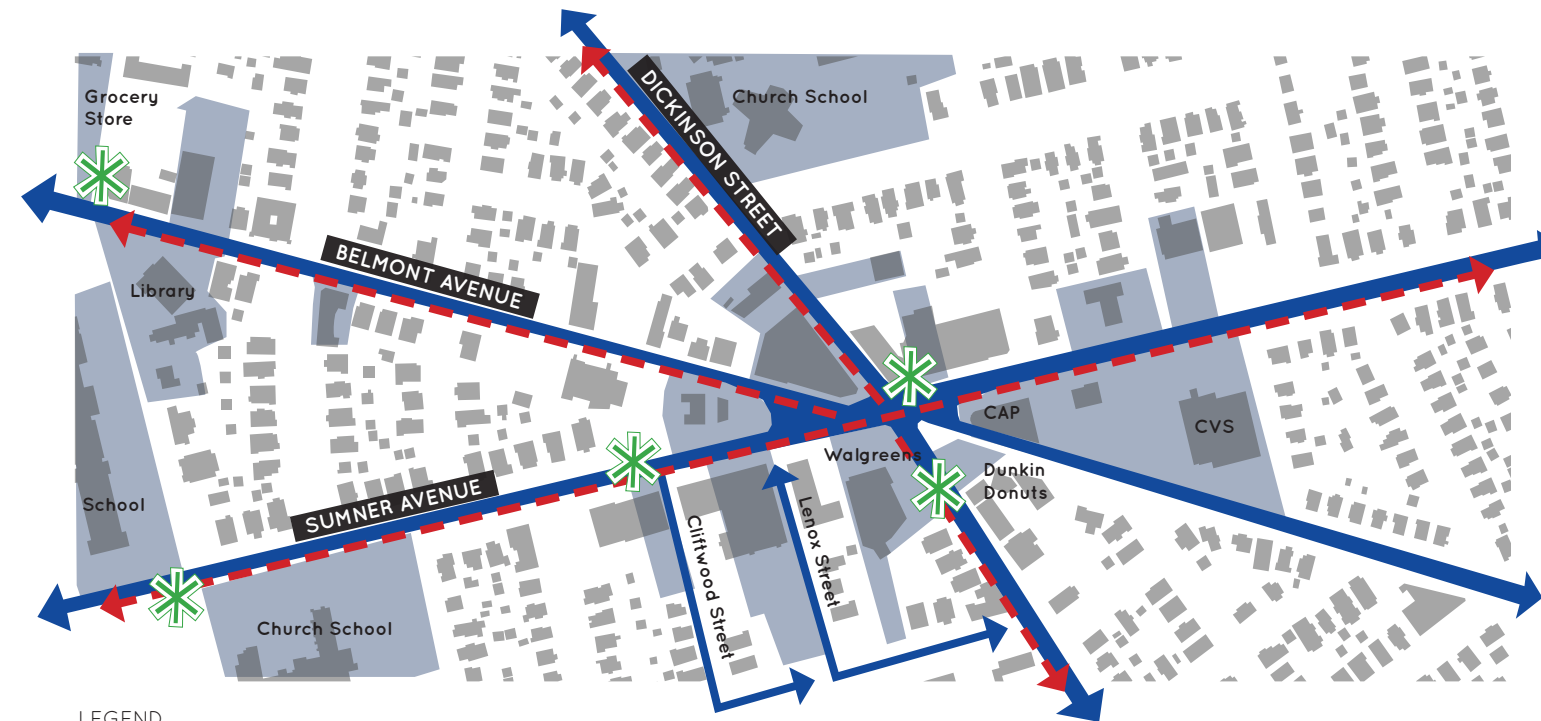 Grocery
Store
DICKINSON STREET
Church School
BELMONT AVENUE
Library
CAP
CVS
Walgreens
Dunkin
Donuts
School
SUMNER AVENUE
Cliftwood Street
Lenox Street
Church School
LEGEND